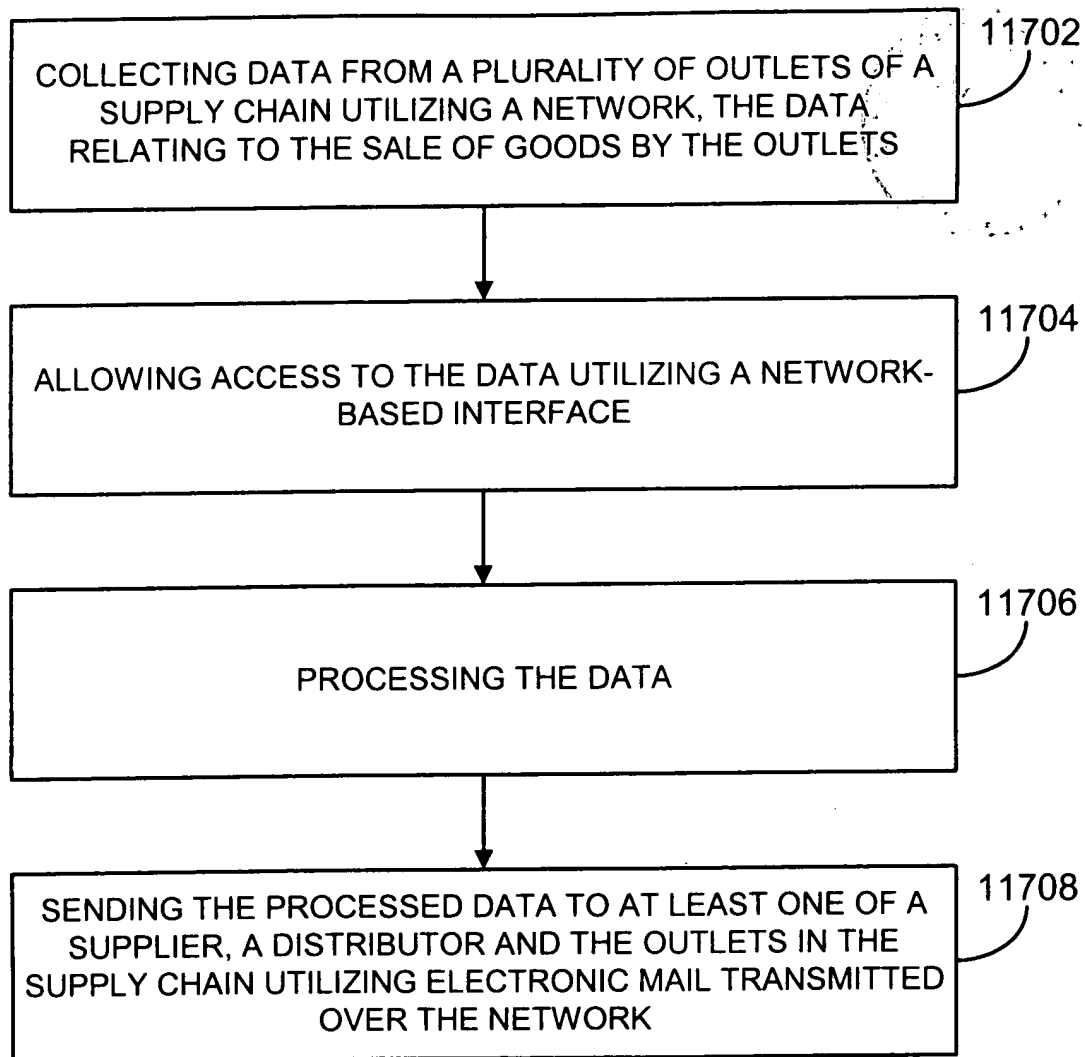 11702
COLLECTING DATA FROM A PLURALITY OF OUTLETS OF A
SUPPLY CHAIN UTILIZING A NETWORK, THE DATA
RELATING TO THE SALE OF GOODS BY THE OUTLETS
11704
ALLOWING ACCESS TO THE DATA UTILIZING A NETWORK-
BASED INTERFACE
11706
PROCESSING THE DATA
11708
SENDING THE PROCESSED DATA TO AT LEAST ONE OF A
SUPPLIER, A DISTRIBUTOR AND THE OUTLETS IN THE
SUPPLY CHAIN UTILIZING ELECTRONIC MAIL TRANSMITTED
OVER THE NETWORK